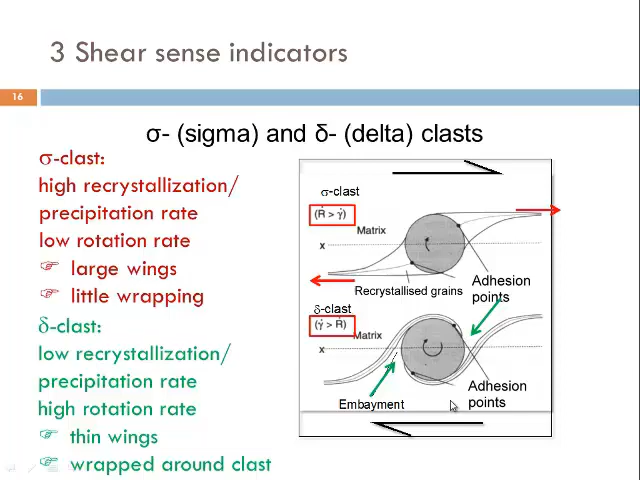 3 Shear sense indicators
16
σ- (sigma) and δ- (delta) clasts
σ-clast:
high recrystallization/
precipitation rate
low rotation rate
☞ large wings
☞ little wrapping
δ-clast:
low recrystallization/
precipitation rate
high rotation rate
☞ thin wings
☞ wrapped around clast
σ-clast
(Ṙ > γ̇)
Matrix
x
Adhesion
points
Recrystallised grains
δ-clast
(γ̇ > Ṙ)
Matrix
x
Adhesion
points
Embayment